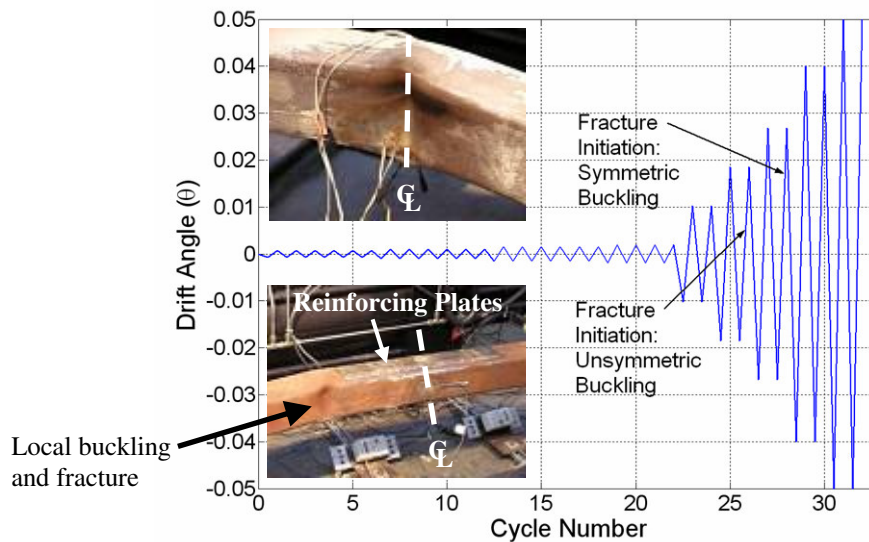 0.05
0.04
0.03
0.02
0.01
0
-0.01
-0.02
-0.03
-0.04
-0.05
Drift Angle (θ)
℄
Fracture
Initiation:
Symmetric
Buckling
Reinforcing Plates
Fracture
Initiation:
Unsymmetric
Buckling
℄
Local buckling
and fracture
0 5 10 15 20 25 30
Cycle Number